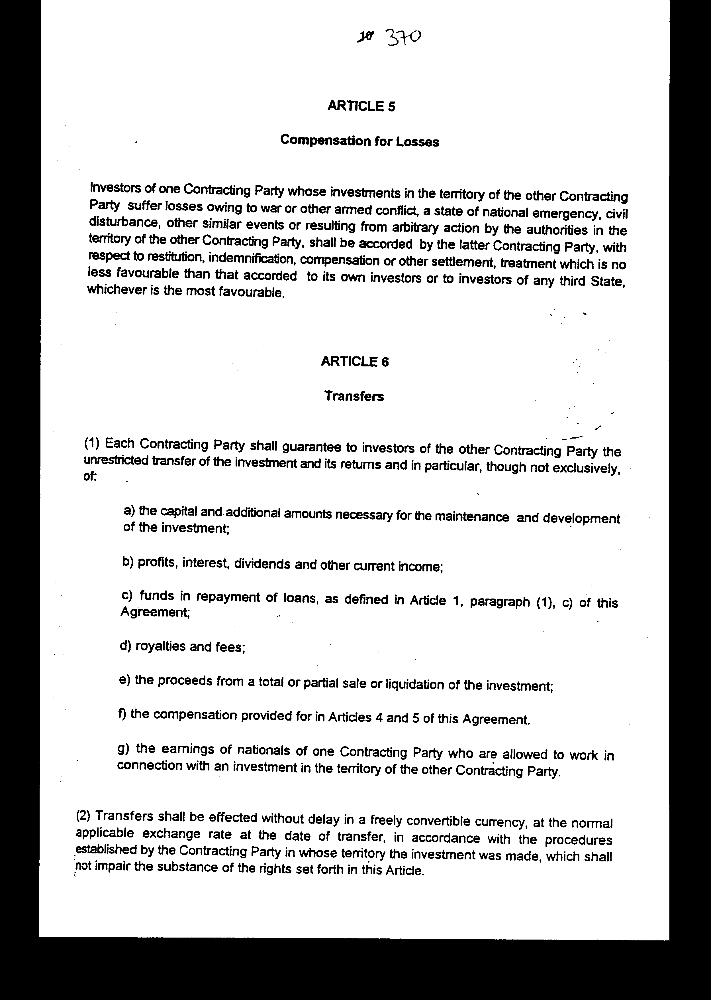 370
ARTICLE 5
Compensation for Losses
Investors of one Contracting Party whose investments in the territory of the other Contracting
Party suffer losses owing to war or other armed conflict, a state of national emergency, civil
disturbance, other similar events or resulting from arbitrary action by the authorities in the
territory of the other Contracting Party, shall be accorded by the latter Contracting Party, with
respect to restitution, indemnification, compensation or other settlement, treatment which is no
less favourable than that accorded to its own investors or to investors of any third State,
whichever is the most favourable.
ARTICLE 6
Transfers
(1) Each Contracting Party shall guarantee to investors of the other Contracting Party the
unrestricted transfer of the investment and its returns and in particular, though not exclusively,
of:
a) the capital and additional amounts necessary for the maintenance and development
of the investment;
b) profits, interest, dividends and other current income;
c) funds in repayment of loans, as defined in Article 1, paragraph (1), c) of this
Agreement;
d) royalties and fees;
e) the proceeds from a total or partial sale or liquidation of the investment;
f) the compensation provided for in Articles 4 and 5 of this Agreement.
g) the earnings of nationals of one Contracting Party who are allowed to work in
connection with an investment in the territory of the other Contracting Party.
(2) Transfers shall be effected without delay in a freely convertible currency, at the normal
applicable exchange rate at the date of transfer, in accordance with the procedures
established by the Contracting Party in whose territory the investment was made, which shall
not impair the substance of the rights set forth in this Article.